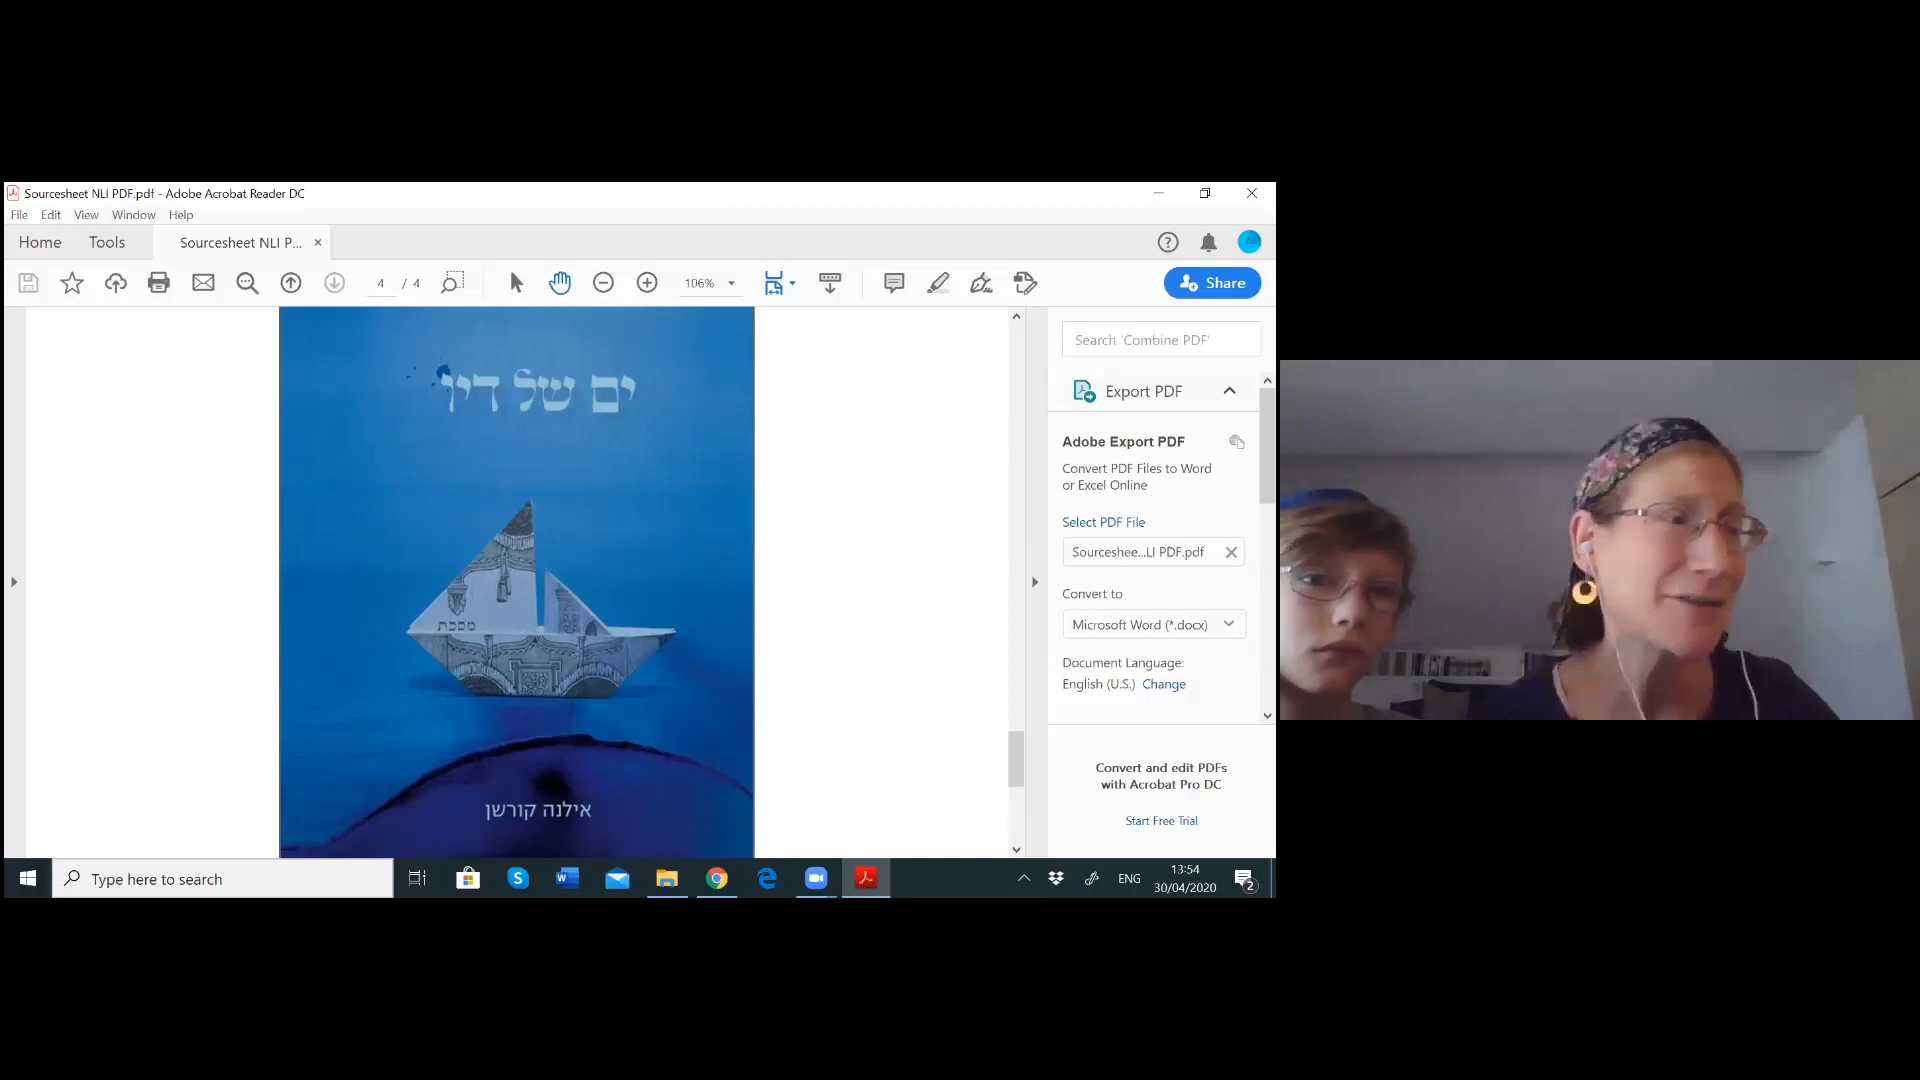 Sourcesheet NLI PDF.pdf - Adobe Acrobat Reader DC
File Edit View Window Help
Home Tools Sourcesheet NLI P...
4 / 4 106% Share
ים של דיו
מסכת
אילנה קורשן
Search 'Combine PDF'
Export PDF
Adobe Export PDF
Convert PDF Files to Word
or Excel Online
Select PDF File
Sourceshee...LI PDF.pdf
Convert to
Microsoft Word (*.docx)
Document Language:
English (U.S.) Change
Convert and edit PDFs
with Acrobat Pro DC
Start Free Trial
Type here to search
ENG
13:54
30/04/2020
2